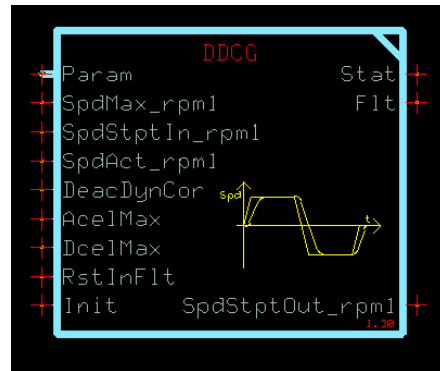 DDCG
Param Stat
SpdMax_rpm1 Flt
SpdStptIn_rpm1
SpdAct_rpm1
DeacDynCor
spd
AcelMax
t
DcelMax
RstInFlt
Init SpdStptOut_rpm1
1.30